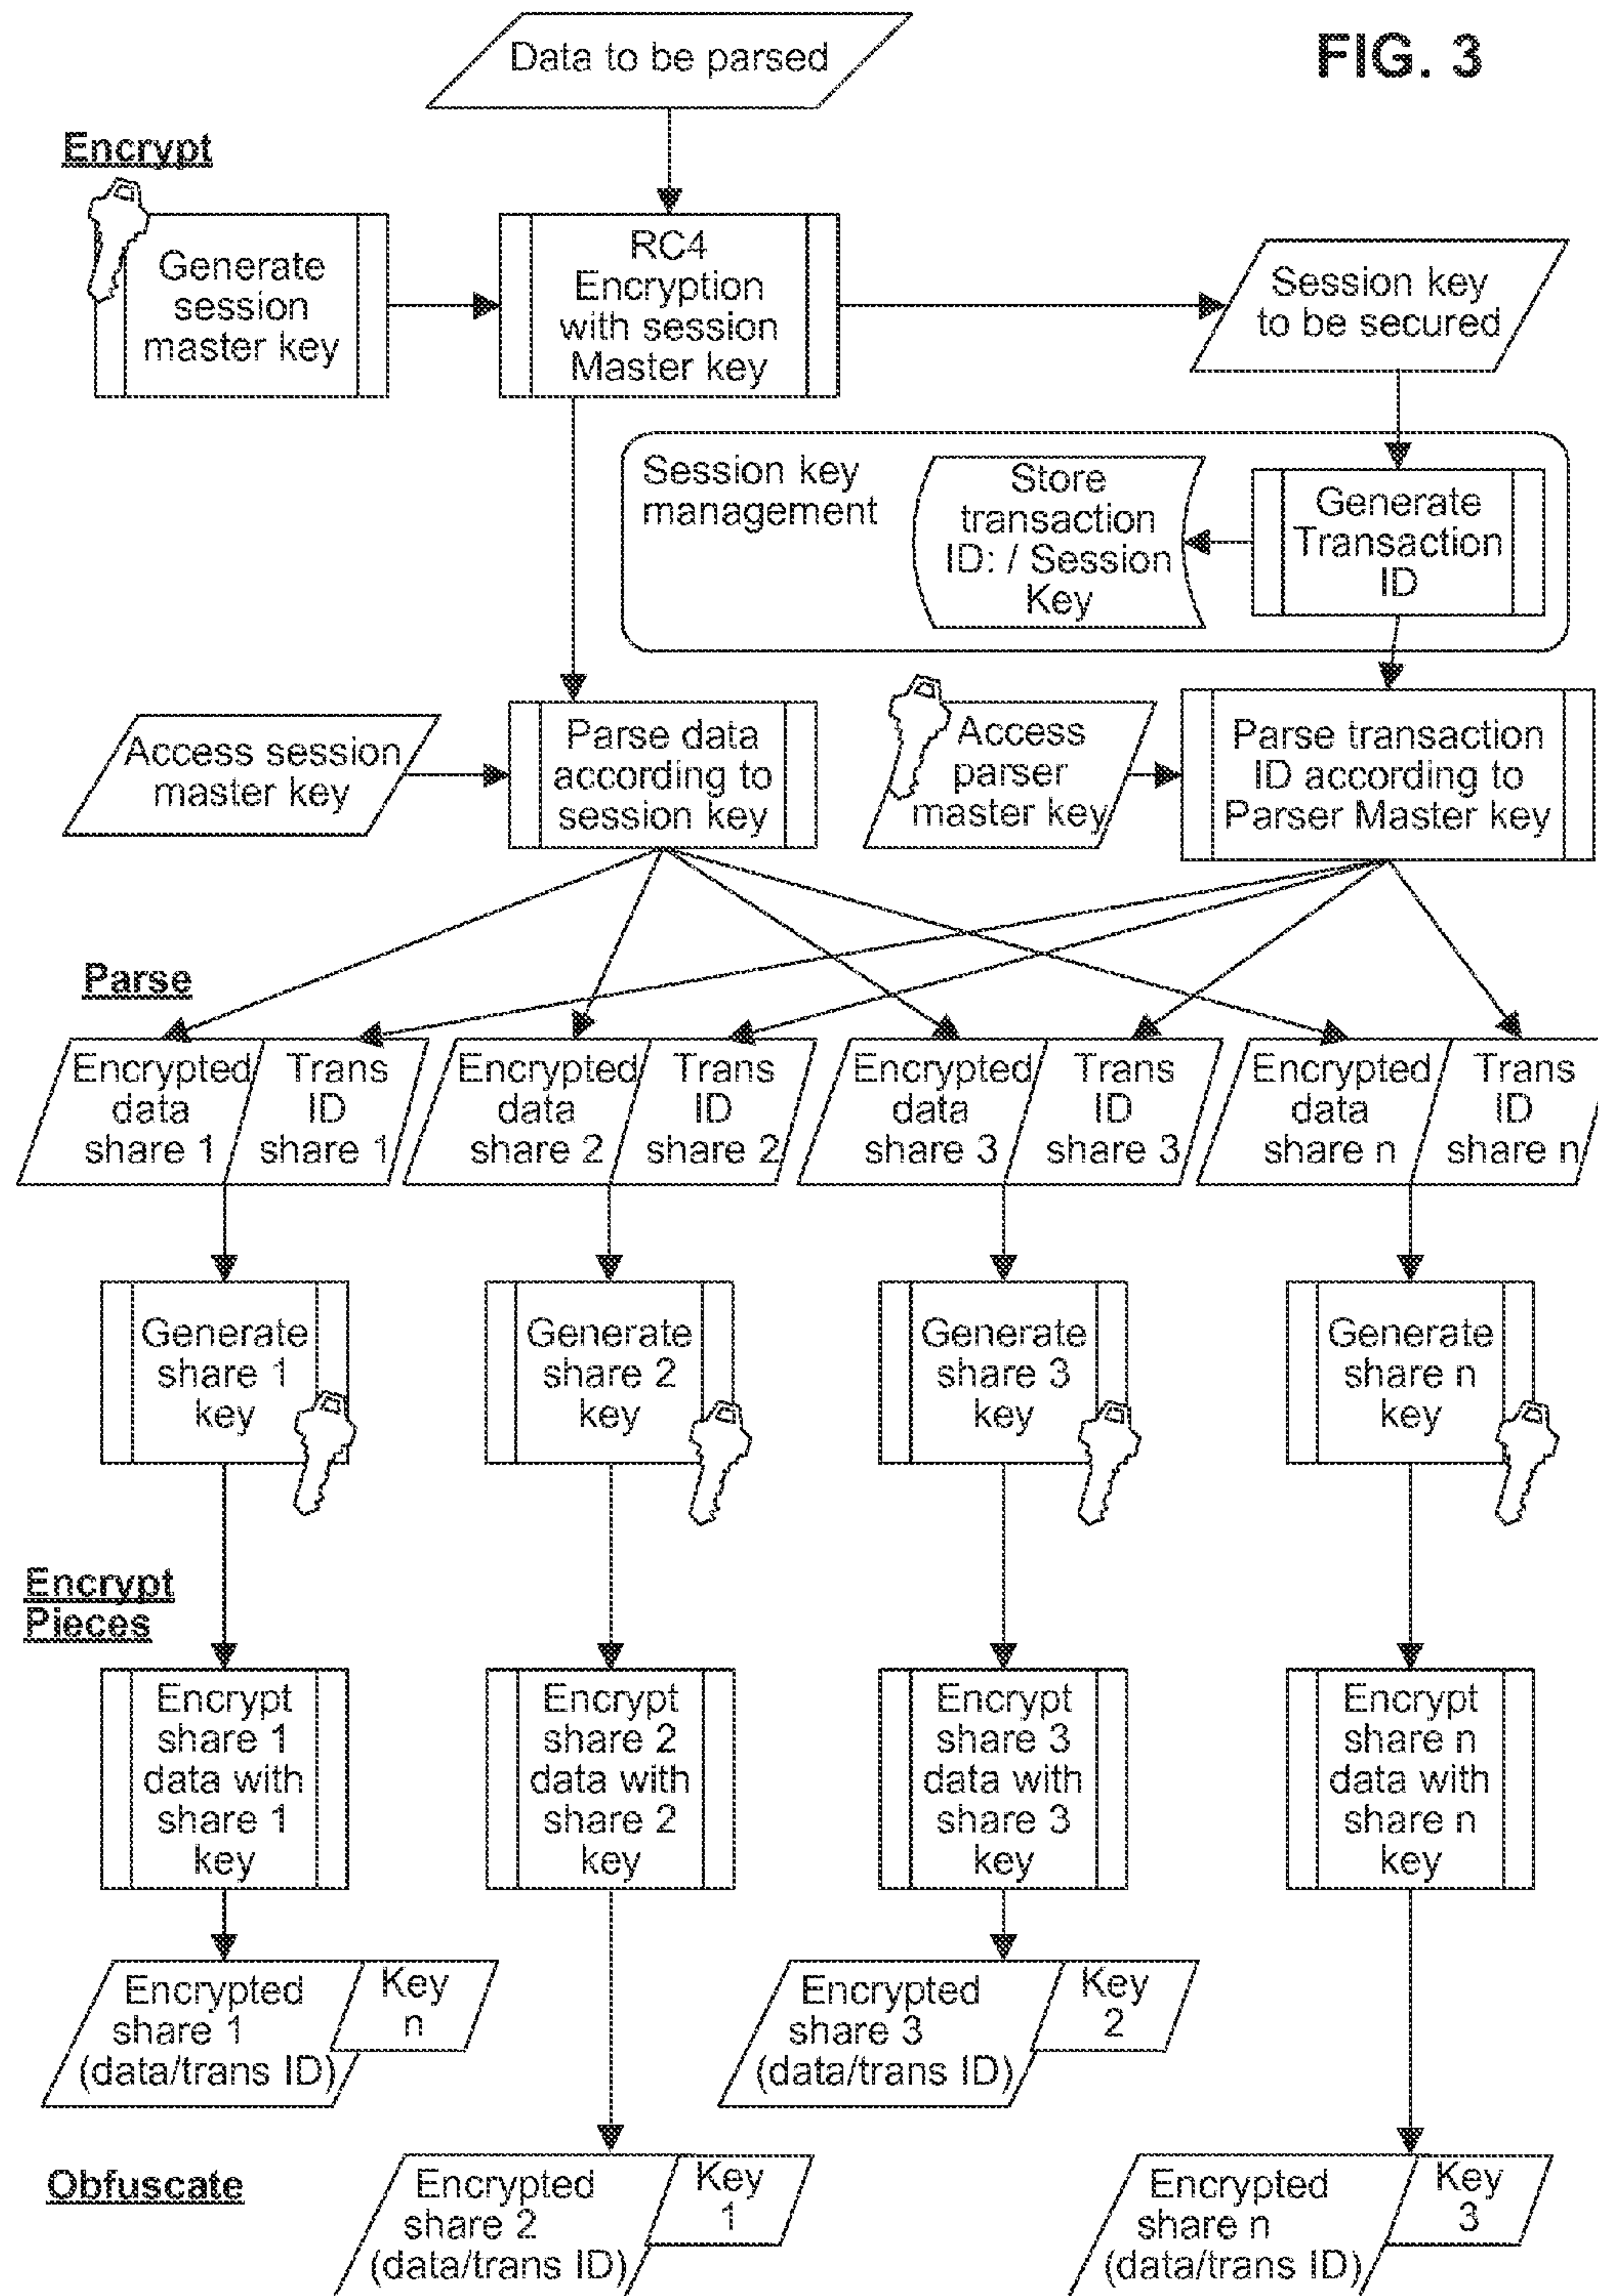 FIG. 3
Data to be parsed
Encrypt
Generate
session
master key
RC4
Encryption
with session
Master key
Session key
to be secured
Session key
management
Store
transaction
ID: / Session
Key
Generate
Transaction
ID
Access session
master key
Parse data
according to
session key
Access
parser
master key
Parse transaction
ID according to
Parser Master key
Parse
Encrypted
data
share 1
Trans
ID
share 1
Encrypted
data
share 2
Trans
ID
share 2
Encrypted
data
share 3
Trans
ID
share 3
Encrypted
data
share n
Trans
ID
share n
Generate
share 1
key
Generate
share 2
key
Generate
share 3
key
Generate
share n
key
Encrypt
Pieces
Encrypt
share 1
data with
share 1
key
Encrypt
share 2
data with
share 2
key
Encrypt
share 3
data with
share 3
key
Encrypt
share n
data with
share n
key
Encrypted
share 1
(data/trans ID)
Key
n
Encrypted
share 3
(data/trans ID)
Key
2
Obfuscate
Encrypted
share 2
(data/trans ID)
Key
1
Encrypted
share n
(data/trans ID)
Key
3